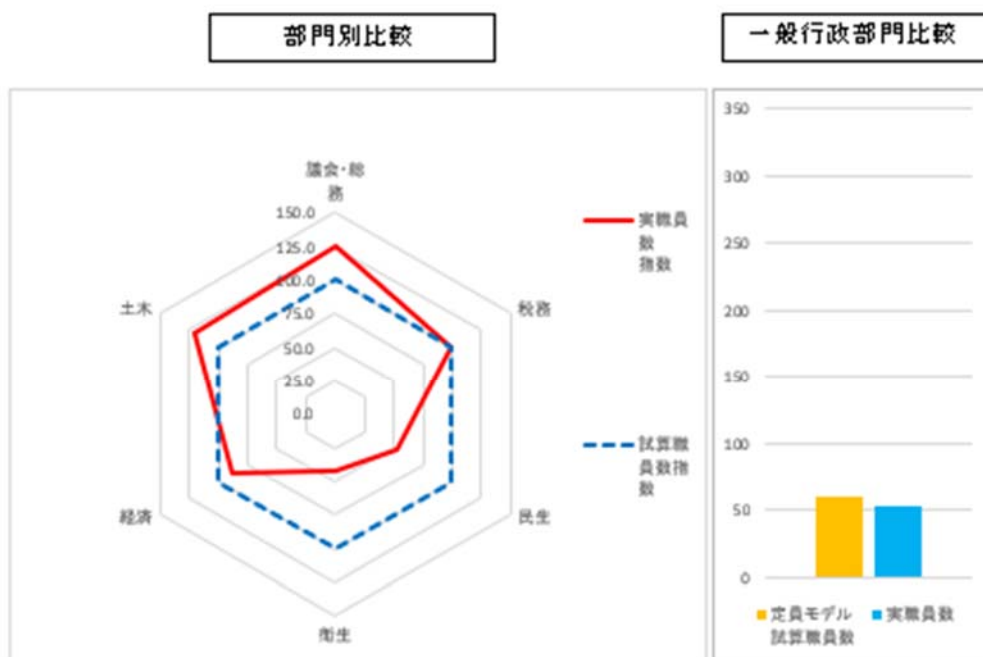 部門別比較
一般行政部門比較
議会・総
務
150.0
125.0
100.0
75.0
50.0
25.0
0.0
税務
民生
衛生
経済
土木
実職員
数
指数
試算職
員数指
数
350
300
250
200
150
100
50
0
定員モデル
試算職員数
実職員数